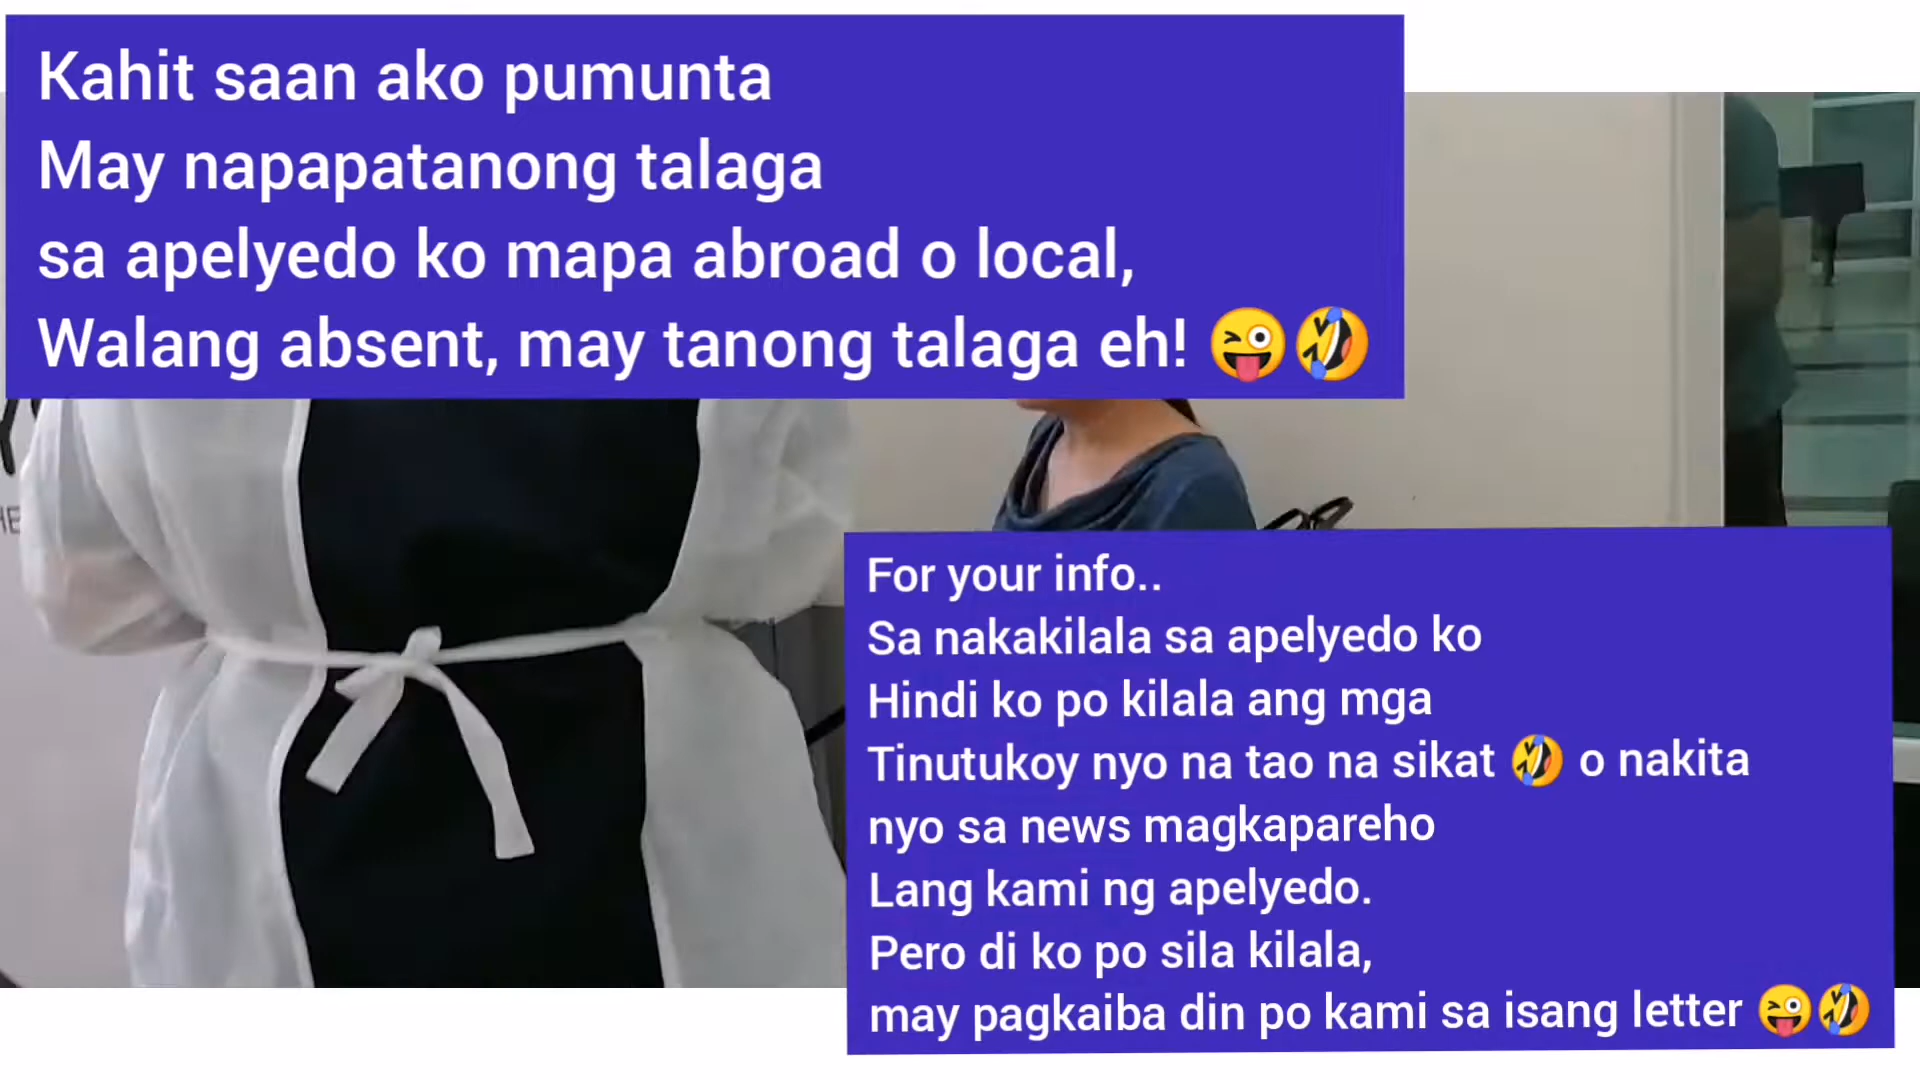 Kahit saan ako pumunta
May napapatanong talaga
sa apelyedo ko mapa abroad o local,
Walang absent, may tanong talaga eh! 😜🤣
For your info..
Sa nakakilala sa apelyedo ko
Hindi ko po kilala ang mga
Tinutukoy nyo na tao na sikat 🤣 o nakita
nyo sa news magkapareho
Lang kami ng apelyedo.
Pero di ko po sila kilala,
may pagkaiba din po kami sa isang letter 😜🤣